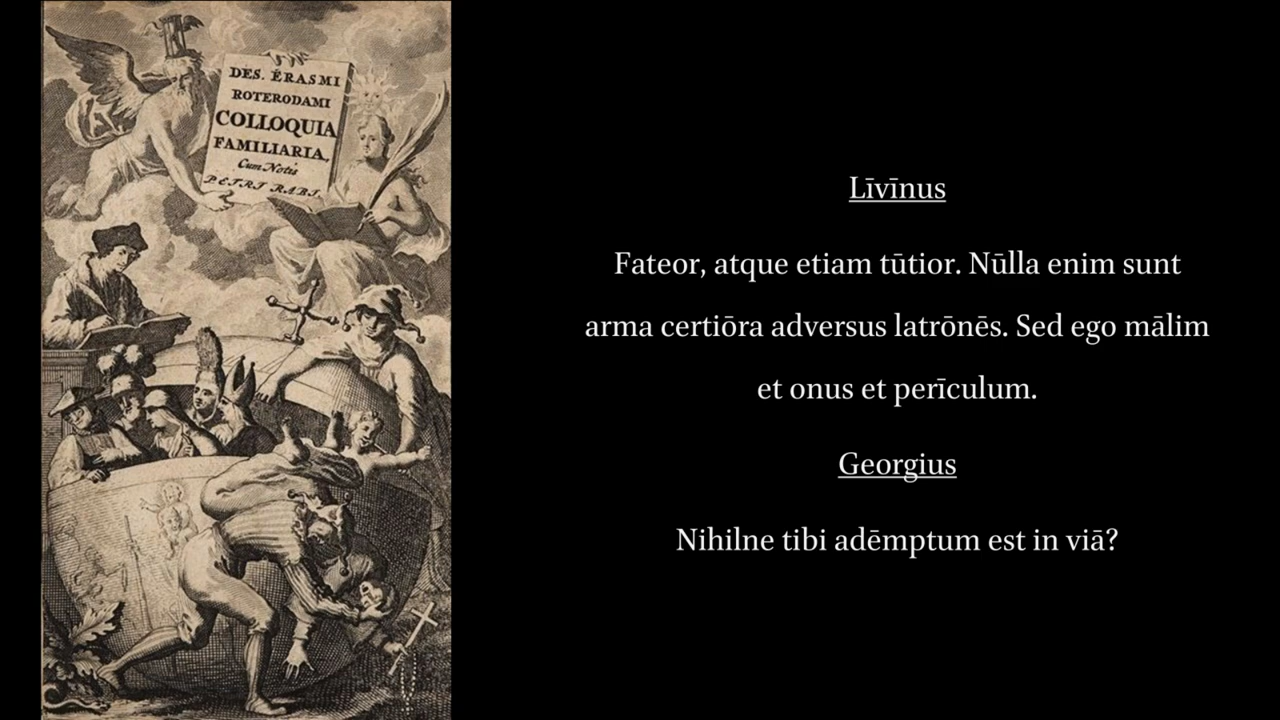 DES. ÉRASMI
ROTERODAMI
COLLOQUIA
FAMILIARIA,
Cum Notis
PETRI RABI.
Līvīnus
Fateor, atque etiam tūtior. Nūlla enim sunt
arma certiōra adversus latrōnēs. Sed ego mālim
et onus et perīculum.
Georgius
Nihilne tibi adēmptum est in viā?